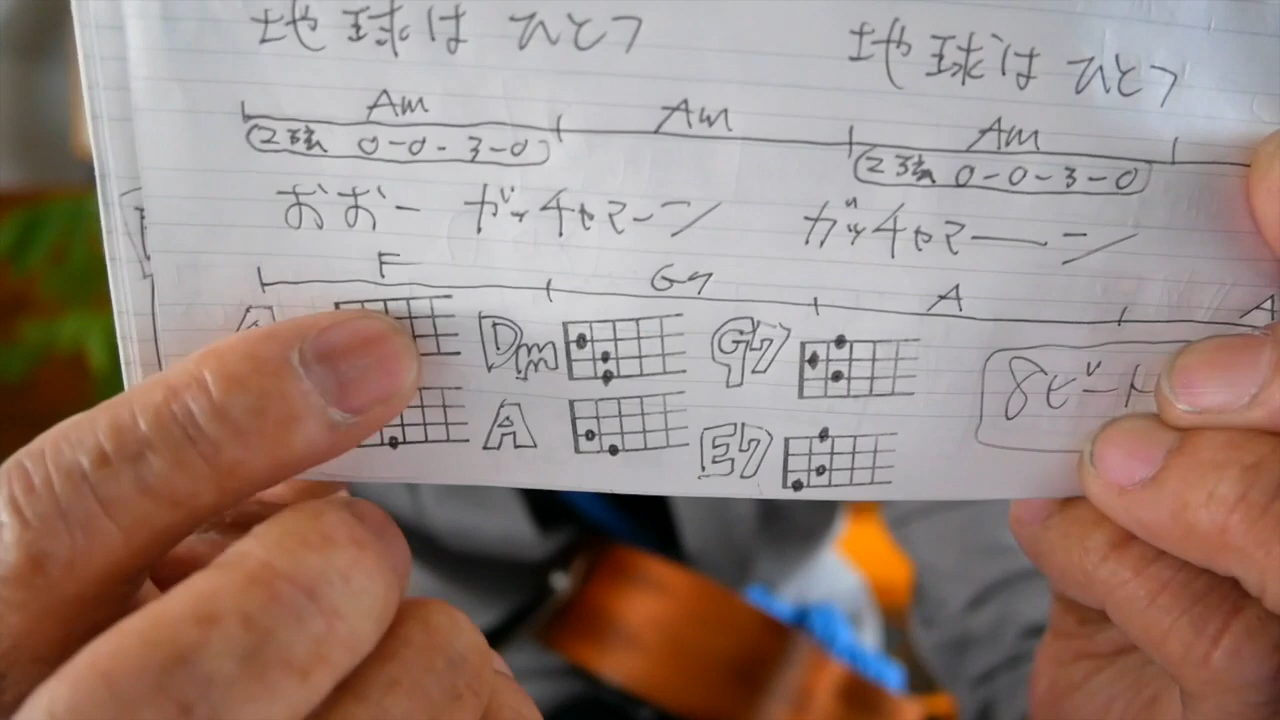 地球は ひとつ 地球は ひとつ
Am Am Am
2弦 0-0-3-0 2弦 0-0-3-0
おおー ガッチャマーン ガッチャマーーン
F G7 A A
Dm G7 8ビート
A E7